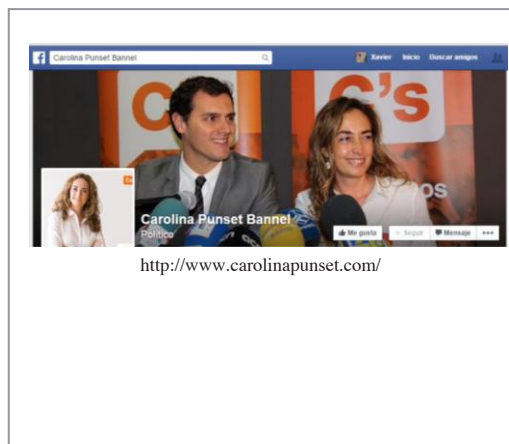 Carolina Punset Bannel
Xavier Inicio Buscar amigos
C's
Carolina Punset Bannel
Político
Me gusta + Seguir Mensaje •••
http://www.carolinapunset.com/